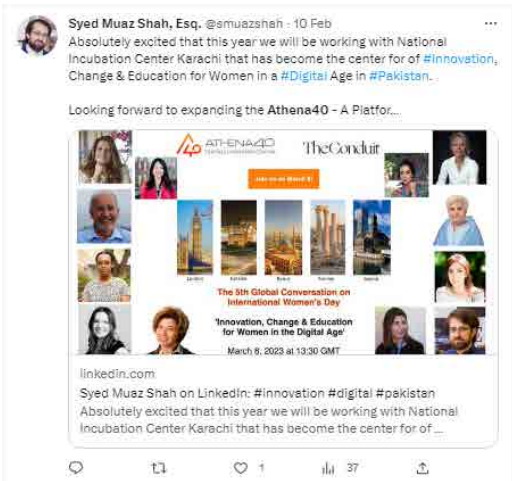 Syed Muaz Shah, Esq. @smuazshah · 10 Feb
Absolutely excited that this year we will be working with National
Incubation Center Karachi that has become the center for of #Innovation,
Change & Education for Women in a #Digital Age in #Pakistan.
Looking forward to expanding the Athena40 - A Platfor...
ATHENA40
TheConduit
The 5th Global Conversation on
International Women's Day
'Innovation, Change & Education
for Women in the Digital Age'
March 8, 2023 at 13:30 GMT
linkedin.com
Syed Muaz Shah on LinkedIn: #innovation #digital #pakistan
Absolutely excited that this year we will be working with National
Incubation Center Karachi that has become the center for of ...
1
37